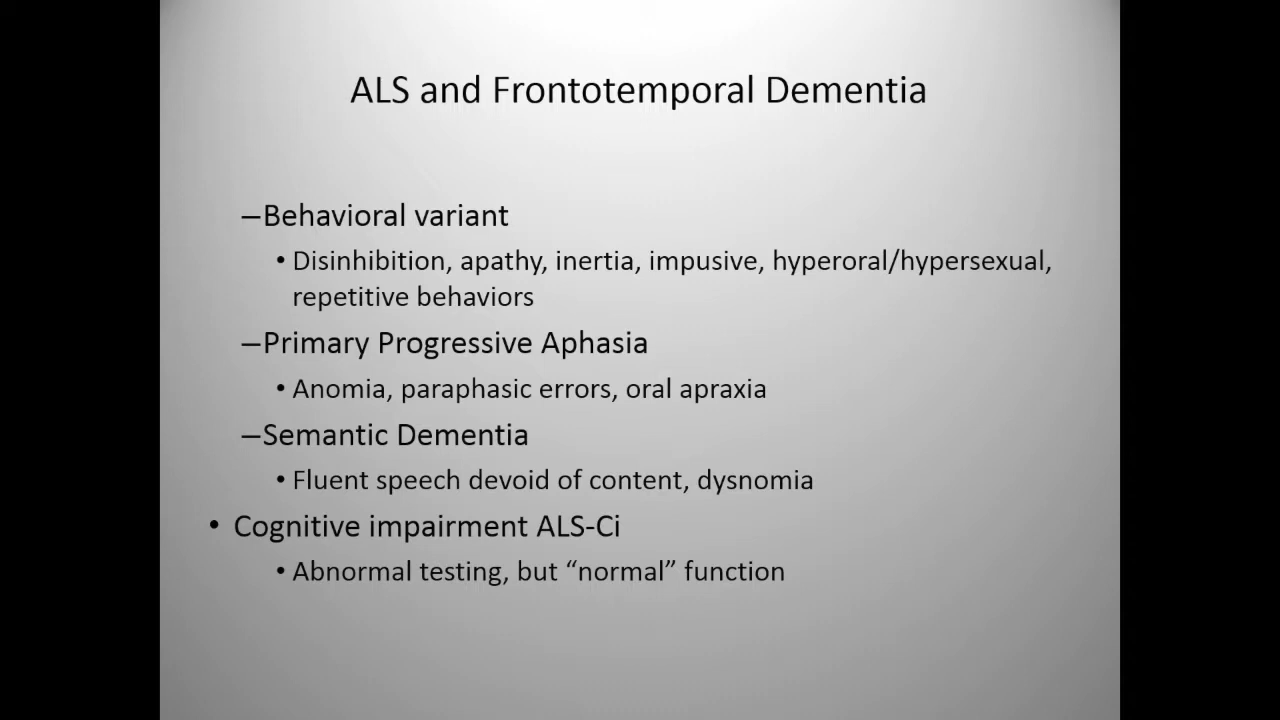 ALS and Frontotemporal Dementia
–Behavioral variant
• Disinhibition, apathy, inertia, impusive, hyperoral/hypersexual,
repetitive behaviors
–Primary Progressive Aphasia
• Anomia, paraphasic errors, oral apraxia
–Semantic Dementia
• Fluent speech devoid of content, dysnomia
• Cognitive impairment ALS-Ci
• Abnormal testing, but “normal” function